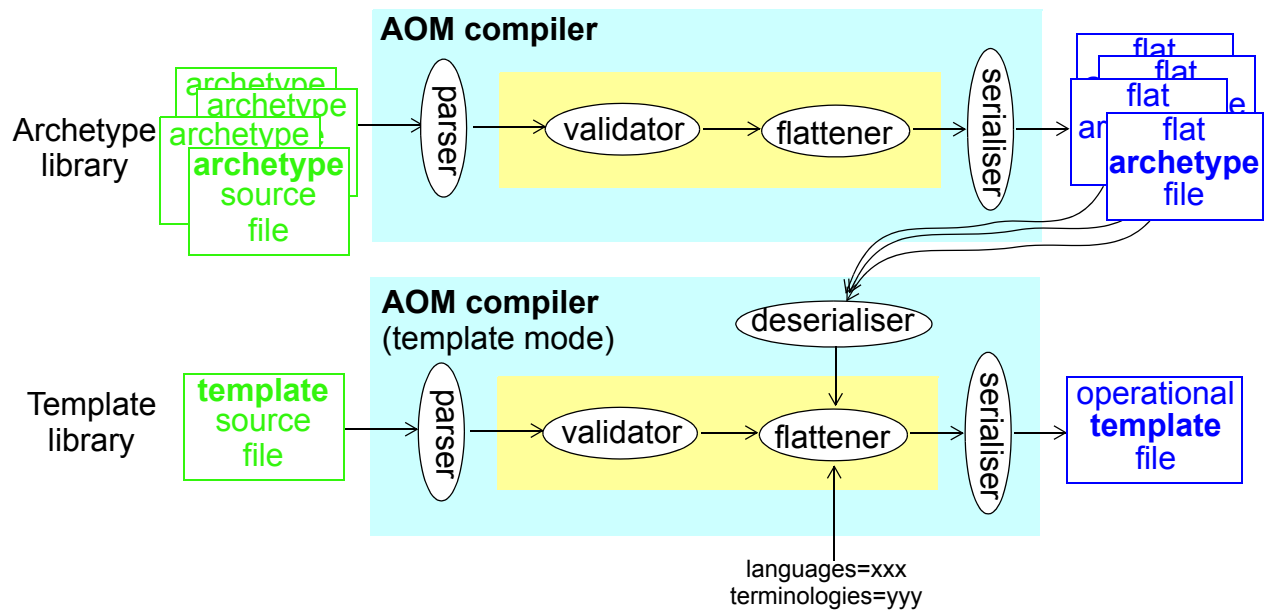 AOM compiler
Archetype
library
archetype
archetype
archetype
archetype
source
file
parser
validator
flattener
serialiser
flat
flat
flat
flat
archetype
file
AOM compiler
(template mode)
deserialiser
Template
library
template
source
file
parser
validator
flattener
serialiser
operational
template
file
languages=xxx
terminologies=yyy